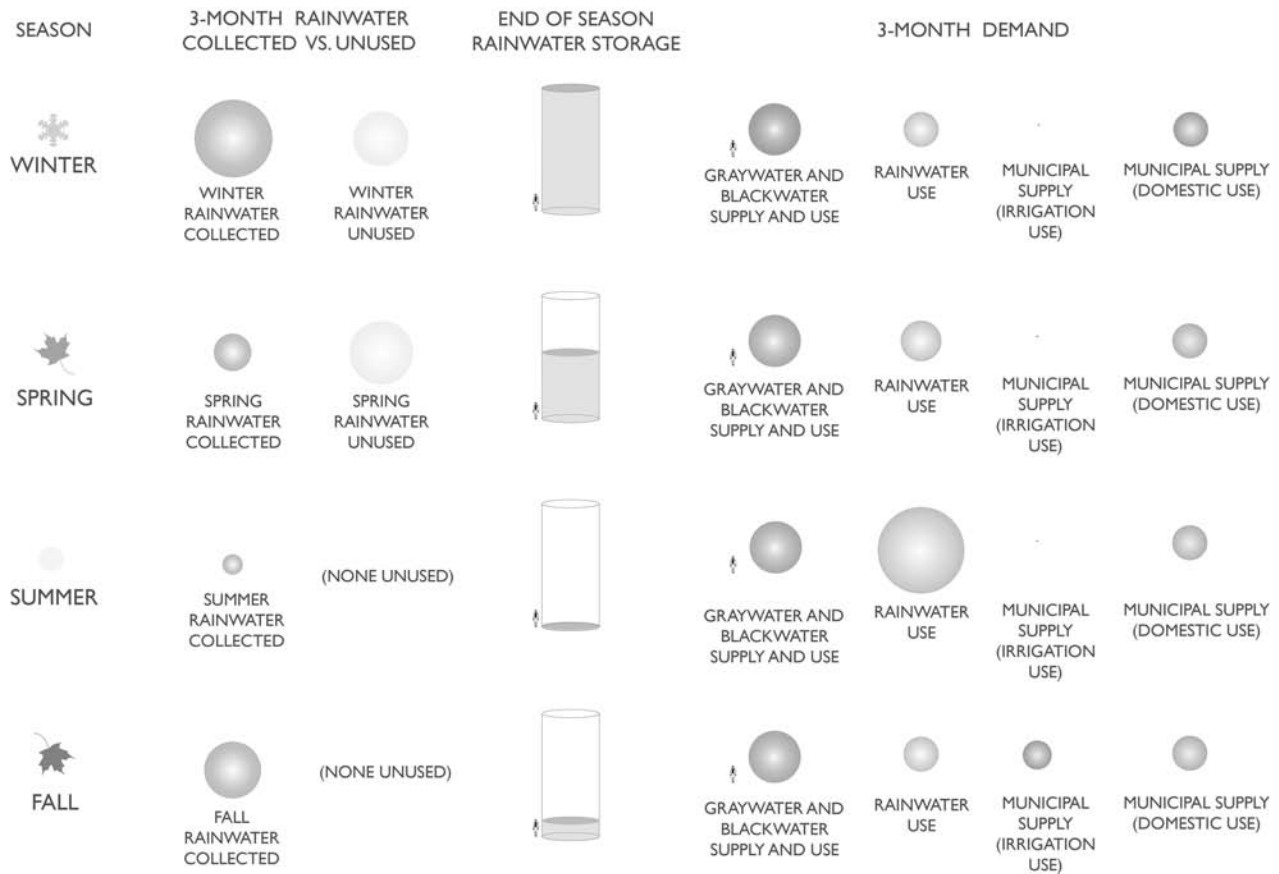 SEASON
3-MONTH RAINWATER
COLLECTED VS. UNUSED
END OF SEASON
RAINWATER STORAGE
3-MONTH DEMAND
WINTER
WINTER
RAINWATER
COLLECTED
WINTER
RAINWATER
UNUSED
GRAYWATER AND
BLACKWATER
SUPPLY AND USE
RAINWATER
USE
MUNICIPAL
SUPPLY
(IRRIGATION
USE)
MUNICIPAL SUPPLY
(DOMESTIC USE)
SPRING
SPRING
RAINWATER
COLLECTED
SPRING
RAINWATER
UNUSED
GRAYWATER AND
BLACKWATER
SUPPLY AND USE
RAINWATER
USE
MUNICIPAL
SUPPLY
(IRRIGATION
USE)
MUNICIPAL SUPPLY
(DOMESTIC USE)
SUMMER
SUMMER
RAINWATER
COLLECTED
(NONE UNUSED)
GRAYWATER AND
BLACKWATER
SUPPLY AND USE
RAINWATER
USE
MUNICIPAL
SUPPLY
(IRRIGATION
USE)
MUNICIPAL SUPPLY
(DOMESTIC USE)
FALL
FALL
RAINWATER
COLLECTED
(NONE UNUSED)
GRAYWATER AND
BLACKWATER
SUPPLY AND USE
RAINWATER
USE
MUNICIPAL
SUPPLY
(IRRIGATION
USE)
MUNICIPAL SUPPLY
(DOMESTIC USE)